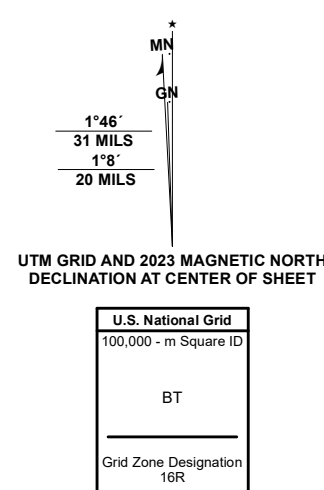 MN
GN
1°46´
31 MILS
1°8´
20 MILS
UTM GRID AND 2023 MAGNETIC NORTH
DECLINATION AT CENTER OF SHEET
U.S. National Grid
100,000 - m Square ID
BT
Grid Zone Designation
16R